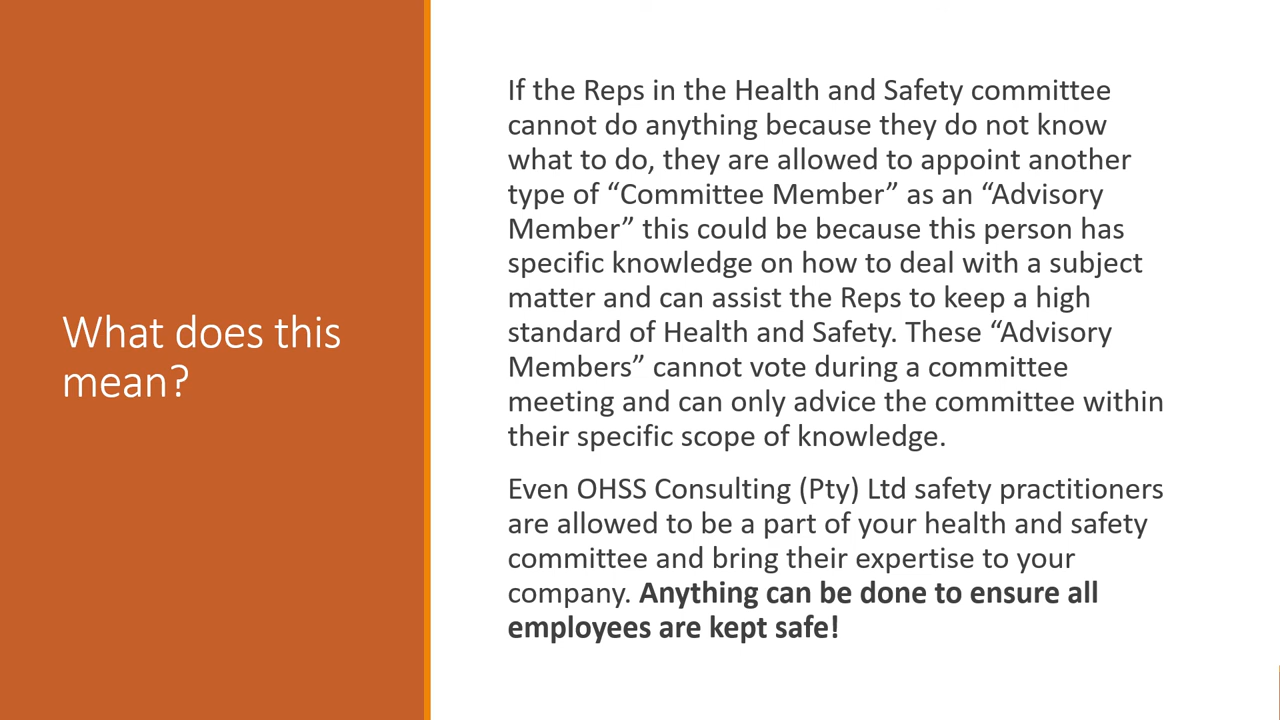 What does this
mean?
If the Reps in the Health and Safety committee
cannot do anything because they do not know
what to do, they are allowed to appoint another
type of “Committee Member” as an “Advisory
Member” this could be because this person has
specific knowledge on how to deal with a subject
matter and can assist the Reps to keep a high
standard of Health and Safety. These “Advisory
Members” cannot vote during a committee
meeting and can only advice the committee within
their specific scope of knowledge.
Even OHSS Consulting (Pty) Ltd safety practitioners
are allowed to be a part of your health and safety
committee and bring their expertise to your
company. Anything can be done to ensure all
employees are kept safe!